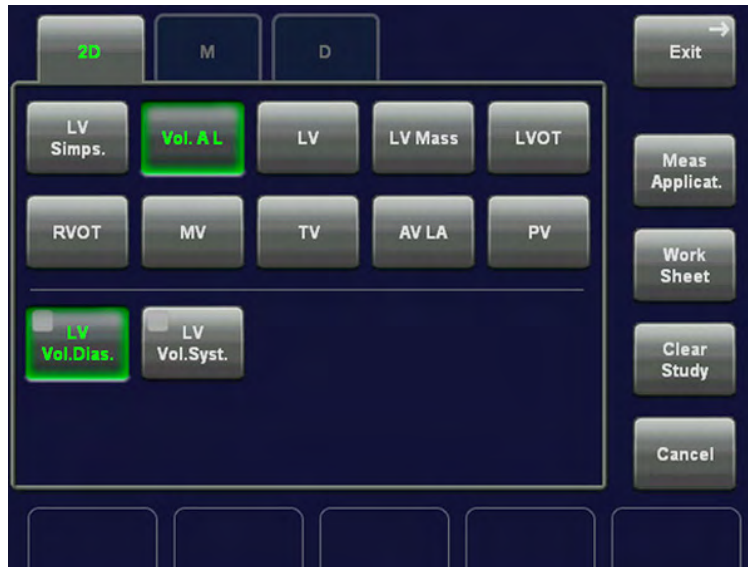 2D
M
D
Exit
LV
Simps.
Vol. A L
LV
LV Mass
LVOT
Meas
Applicat.
RVOT
MV
TV
AV LA
PV
Work
Sheet
LV
Vol.Dias.
LV
Vol.Syst.
Clear
Study
Cancel